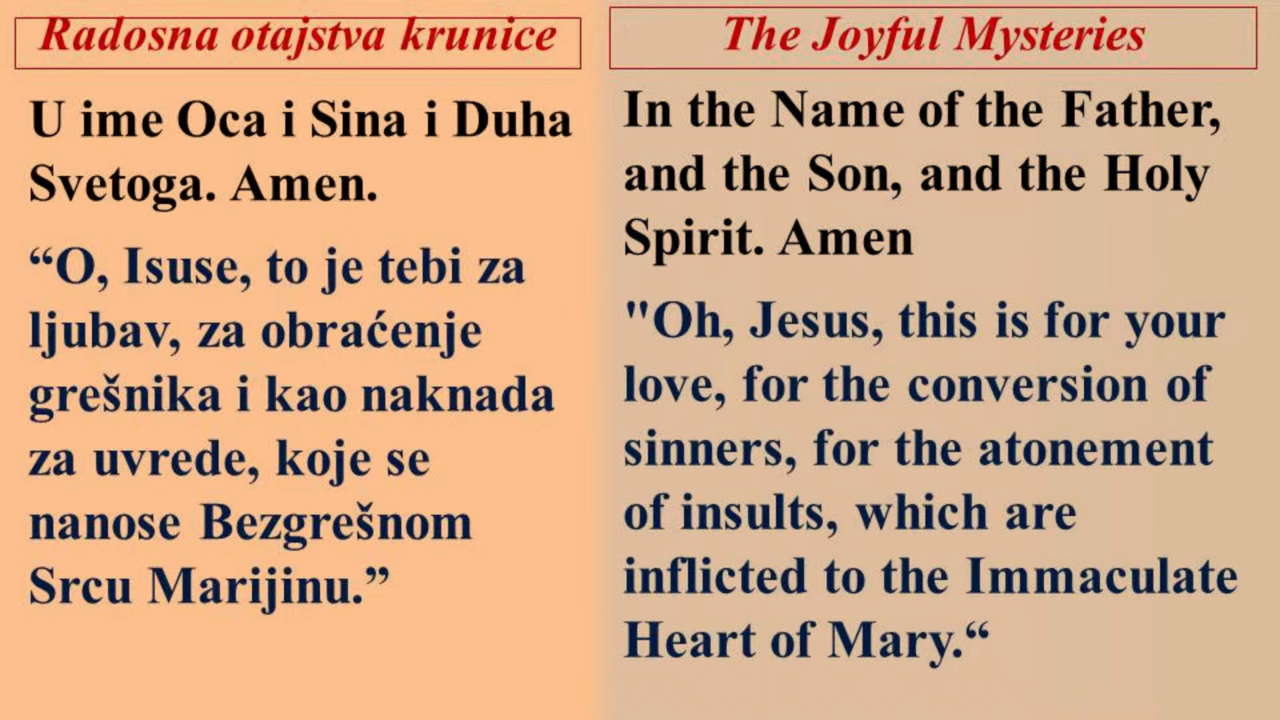 Radosna otajstva krunice
U ime Oca i Sina i Duha
Svetoga. Amen.
“O, Isuse, to je tebi za
ljubav, za obraćenje
grešnika i kao naknada
za uvrede, koje se
nanose Bezgrešnom
Srcu Marijinu.”
The Joyful Mysteries
In the Name of the Father,
and the Son, and the Holy
Spirit. Amen
"Oh, Jesus, this is for your
love, for the conversion of
sinners, for the atonement
of insults, which are
inflicted to the Immaculate
Heart of Mary.“